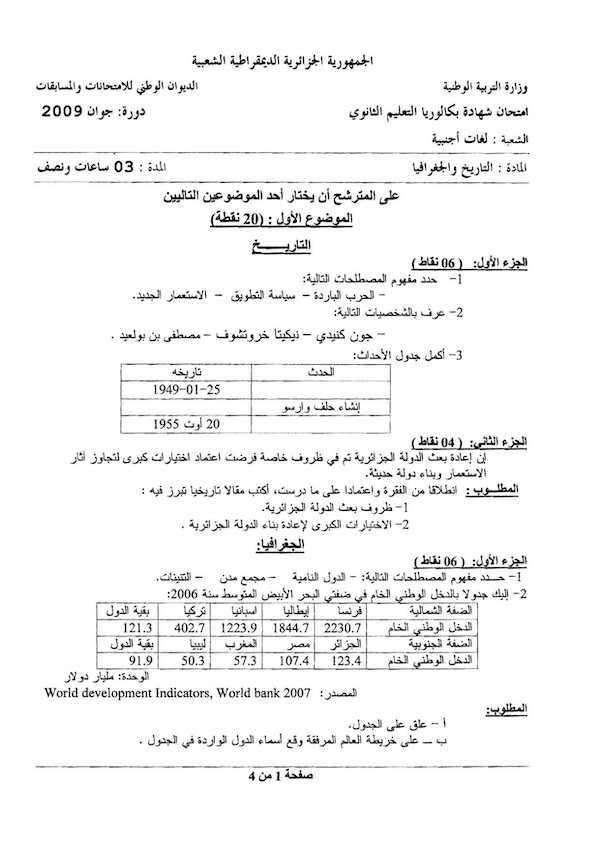 الجمهورية الجزائرية الديمقراطية الشعبية
وزارة التربية الوطنية الديوان الوطني للامتحانات والمسابقات
امتحان شهادة بكالوريا التعليم الثانوي دورة: جوان 2009
الشعبة : لغات أجنبية
المادة : التاريخ والجغرافيا المدة : 03 ساعات ونصف
على المترشح أن يختار أحد الموضوعين التاليين
الموضوع الأول : (20 نقطة)
التاريـــــخ
الجزء الأول: ( 06 نقاط )
1- حدد مفهوم المصطلحات التالية:
- الحرب الباردة - سياسة التطويق - الاستعمار الجديد.
2- عرف بالشخصيات التالية:
- جون كنيدي - نيكيتا خروتشوف - مصطفى بن بولعيد .
3- أكمل جدول الأحداث:
الحدث تاريخه
25-01-1949
إنشاء حلف وارسو
20 أوت 1955
الجزء الثاني: ( 04 نقاط )
إن إعادة بعث الدولة الجزائرية تم في ظروف خاصة فرضت اعتماد اختيارات كبرى لتجاوز آثار
الاستعمار وبناء دولة حديثة.
المطلــوب : انطلاقا من الفقرة واعتمادا على ما درست، أكتب مقالا تاريخيا تبرز فيه :
1- ظروف بعث الدولة الجزائرية.
2- الاختيارات الكبرى لإعادة بناء الدولة الجزائرية .
الجغرافيا:
الجزء الأول: ( 06 نقاط )
1- حـــدد مفهوم المصطلحات التالية: - الدول النامية - مجمع مدن - التنينات.
2- إليك جدولا بالدخل الوطني الخام في ضفتي البحر الأبيض المتوسط سنة 2006:
الضفة الشمالية فرنسا إيطاليا اسبانيا تركيا بقية الدول
الدخل الوطني الخام 2230.7 1844.7 1223.9 402.7 121.3
الضفة الجنوبية الجزائر مصر المغرب ليبيا بقية الدول
الدخل الوطني الخام 123.4 107.4 57.3 50.3 91.9
الوحدة: مليار دولار
المصدر: World development Indicators, World bank 2007
المطلوب:
أ - علق على الجدول.
ب – على خريطة العالم المرفقة وقع أسماء الدول الواردة في الجدول .
صفحة 1 من 4